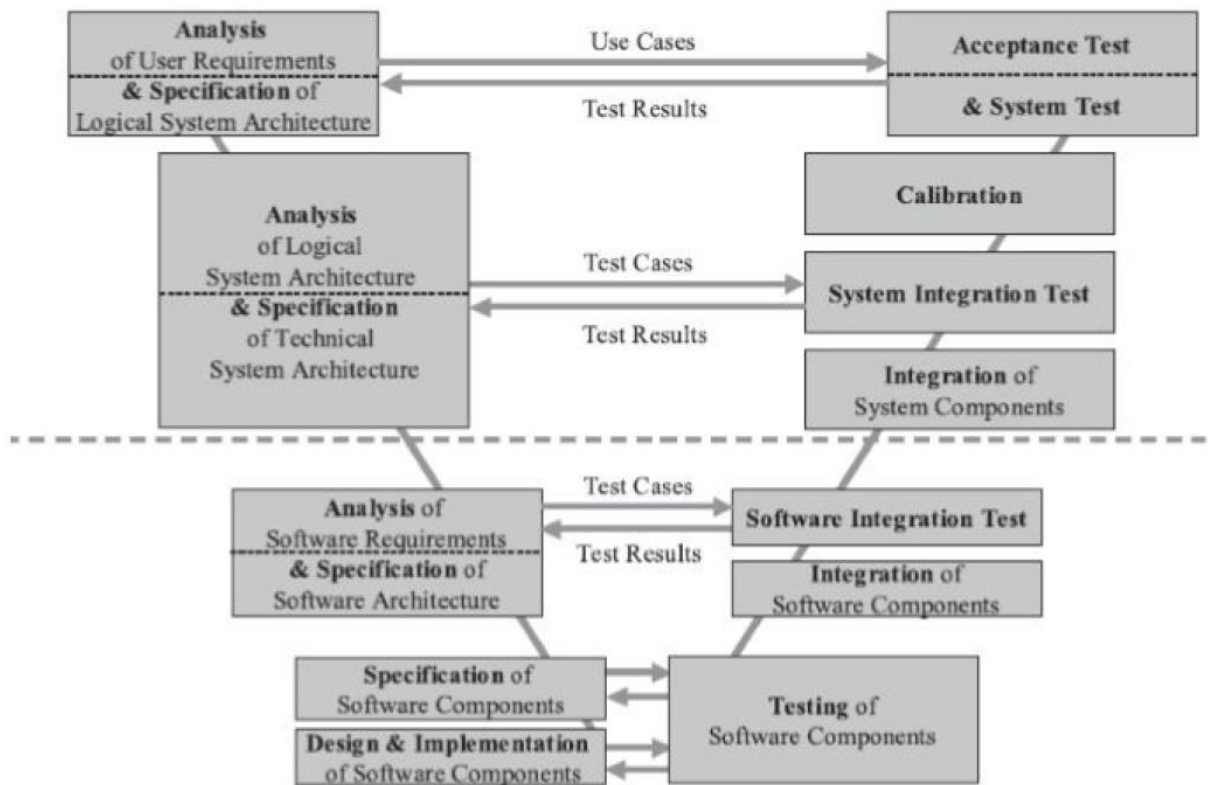 Analysis
of User Requirements
& Specification of
Logical System Architecture
Use Cases
Test Results
Acceptance Test
& System Test
Calibration
Analysis
of Logical
System Architecture
& Specification
of Technical
System Architecture
Test Cases
Test Results
System Integration Test
Integration of
System Components
Analysis of
Software Requirements
& Specification of
Software Architecture
Test Cases
Test Results
Software Integration Test
Integration of
Software Components
Specification of
Software Components
Design & Implementation
of Software Components
Testing of
Software Components